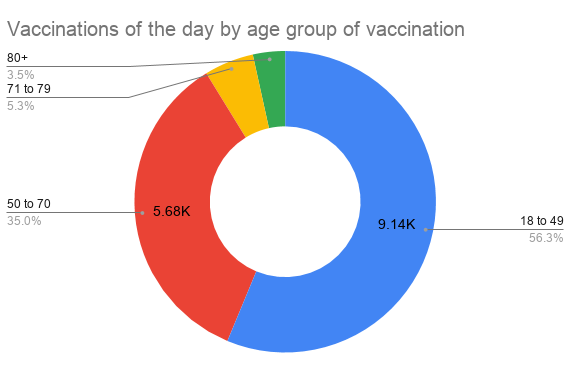 Vaccinations of the day by age group of vaccination
80+
3.5%
71 to 79
5.3%
50 to 70
35.0%
5.68K
9.14K
18 to 49
56.3%